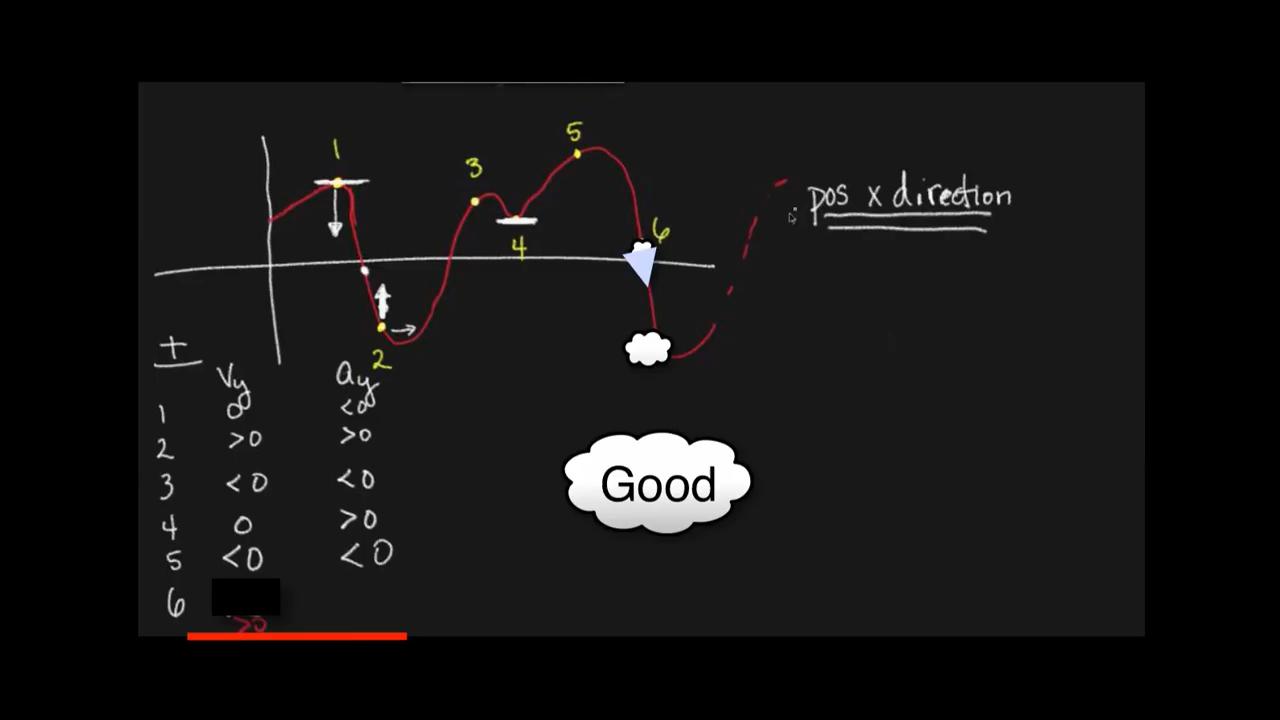 1
5
3
pos x direction
6
4
2
+
Vy ay
1 0 <0
2 >0 >0
3 <0 <0
4 0 >0
5 <0 <0
6
>0
Good